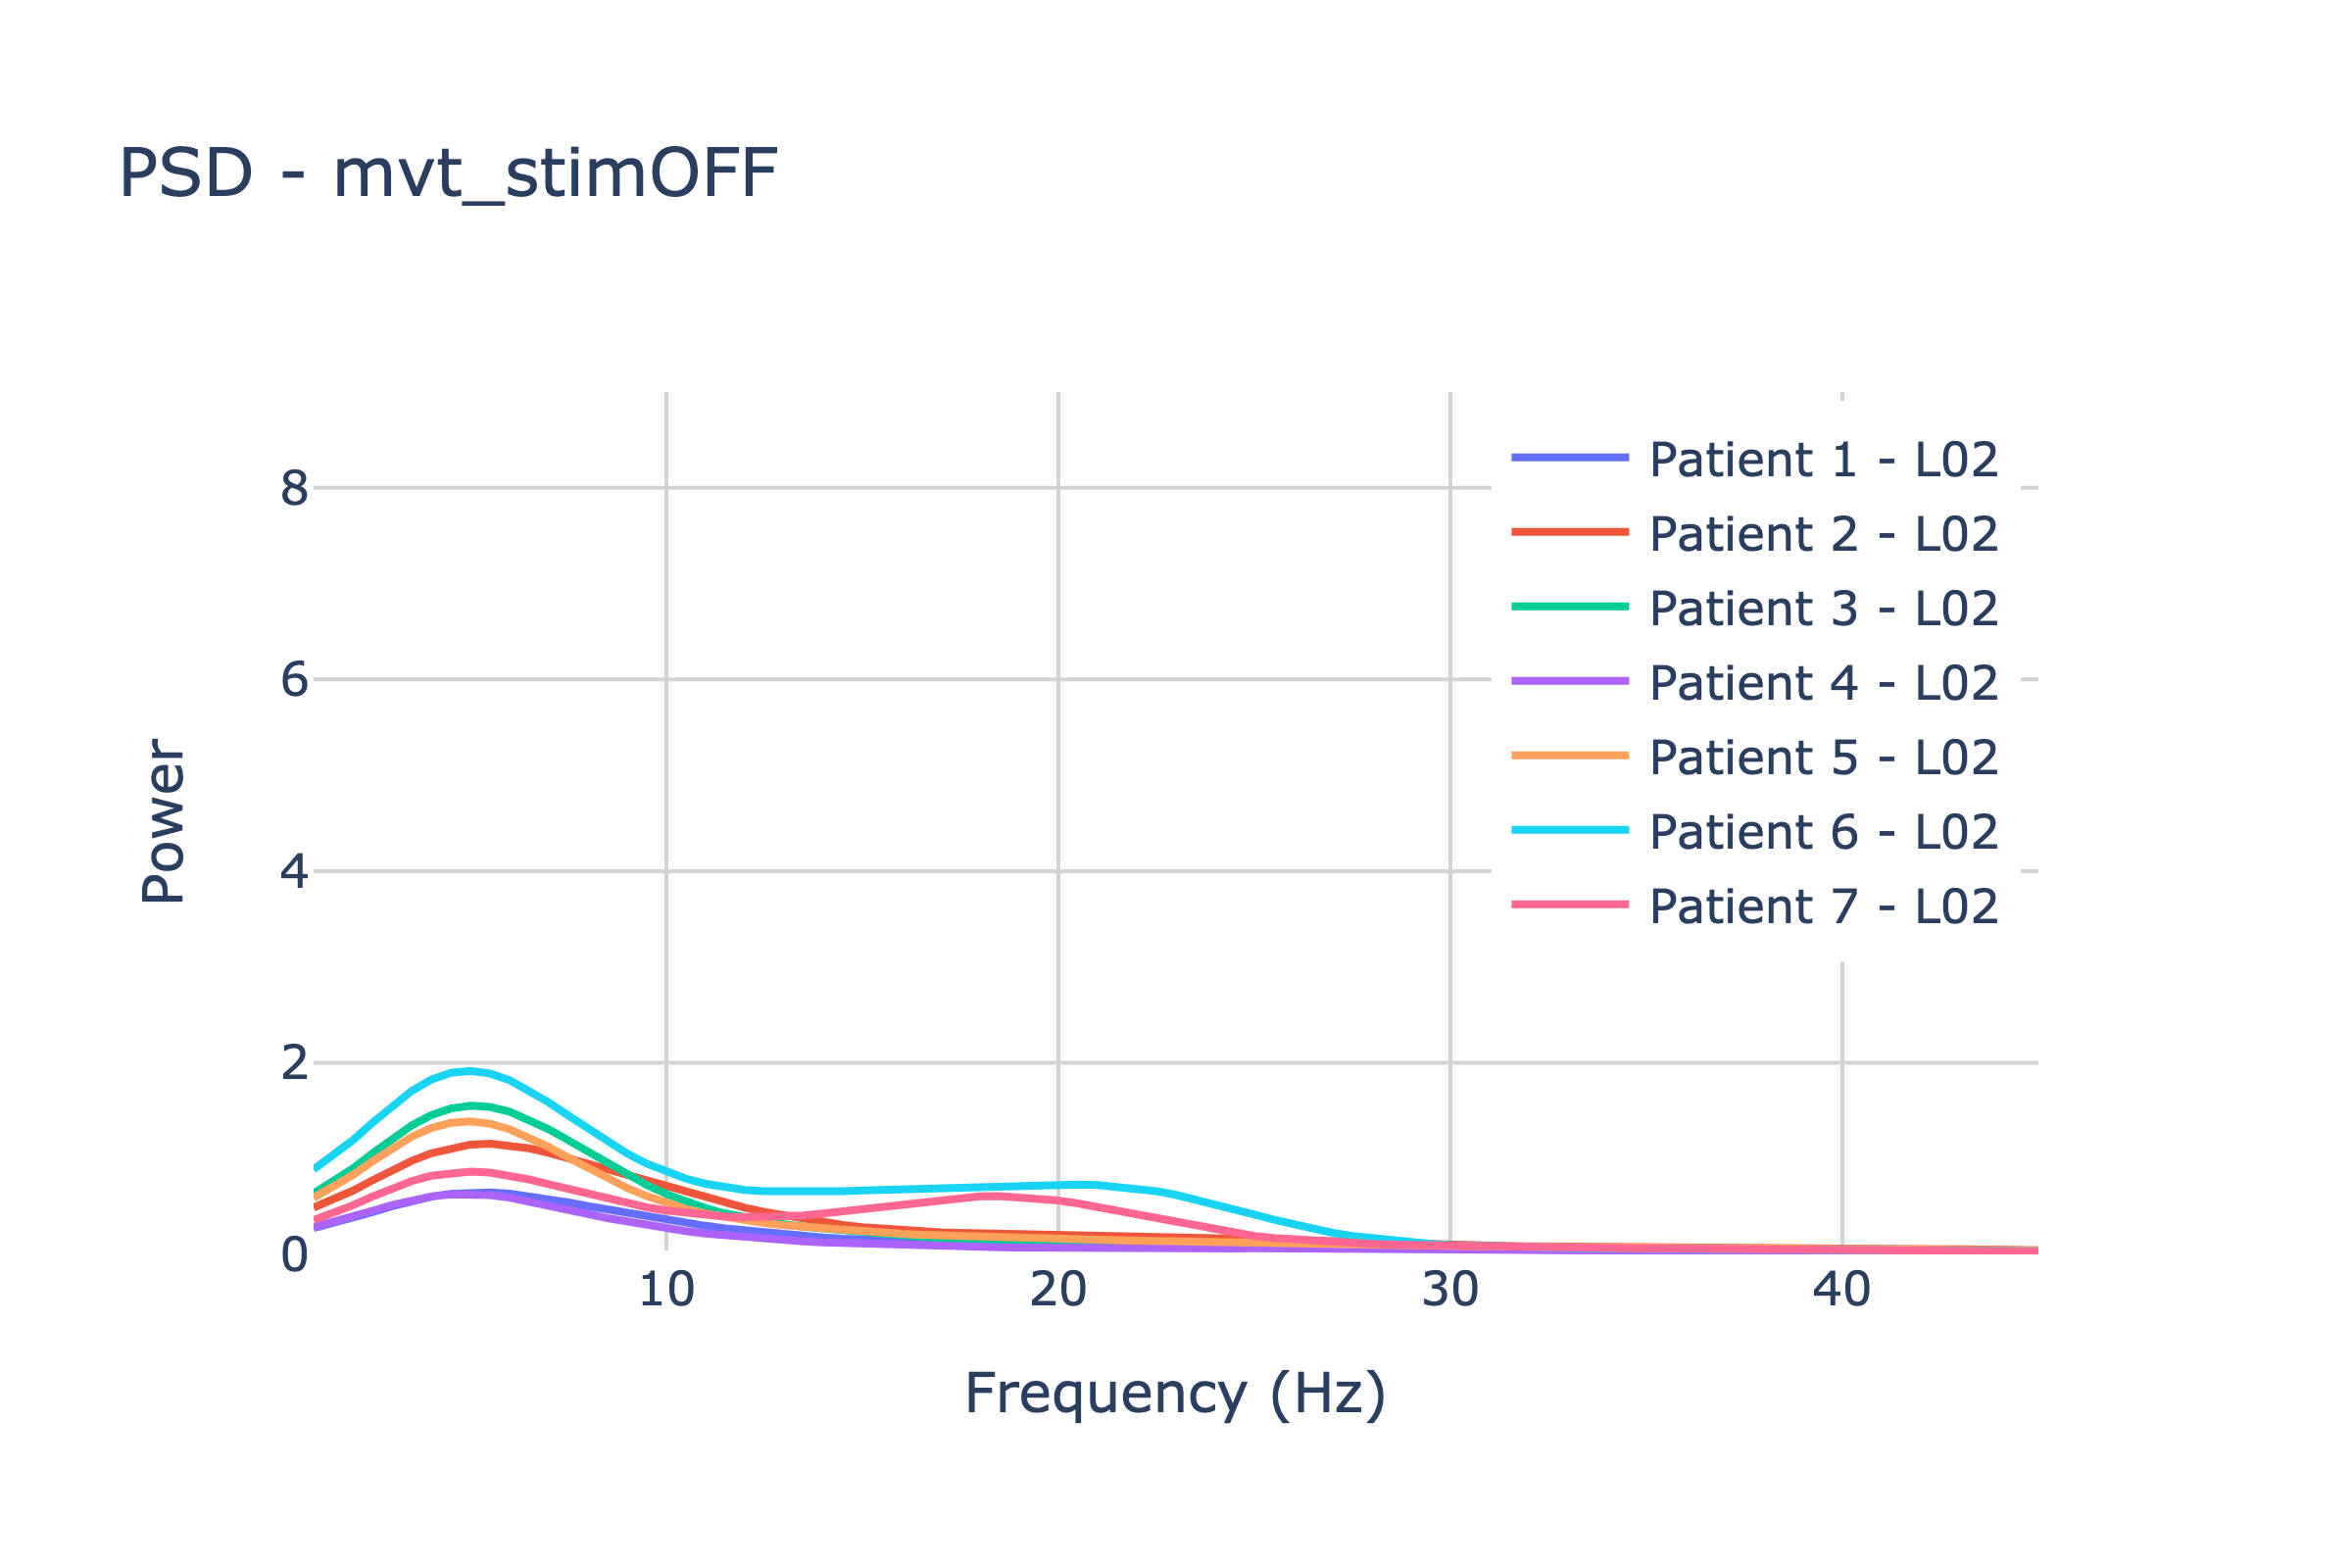 PSD - mvt_stimOFF
Patient 1 - L02
Patient 2 - L02
Patient 3 - L02
Patient 4 - L02
Patient 5 - L02
Patient 6 - L02
Patient 7 - L02
8
6
4
2
0
Power
10 20 30 40
Frequency (Hz)